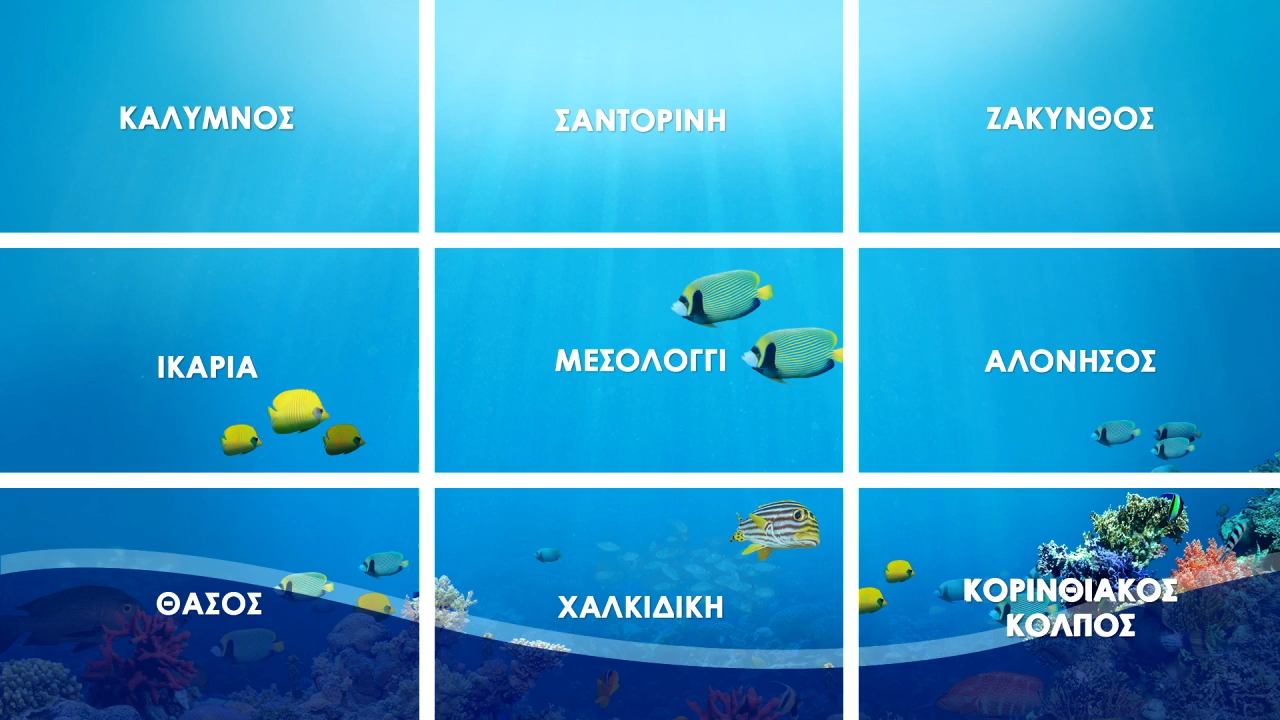 ΚΑΛΥΜΝΟΣ
ΣΑΝΤΟΡΙΝΗ
ΖΑΚΥΝΘΟΣ
ΙΚΑΡΙΑ
ΜΕΣΟΛΟΓΓΙ
ΑΛΟΝΗΣΟΣ
ΘΑΣΟΣ
ΧΑΛΚΙΔΙΚΗ
ΚΟΡΙΝΘΙΑΚΟΣ
ΚΟΛΠΟΣ